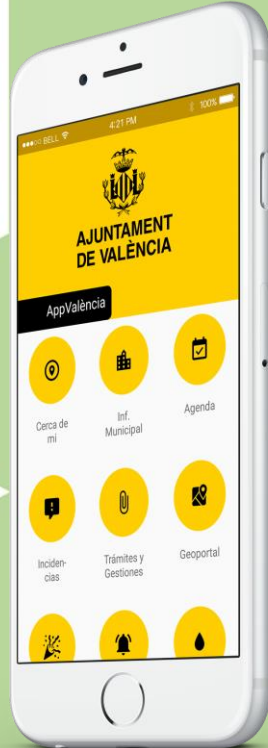 BELL
4:21 PM
100%
AJUNTAMENT
DE VALÈNCIA
AppValència
Cerca de
mi
Inf.
Municipal
Agenda
Inciden-
cias
Trámites y
Gestiones
Geoportal